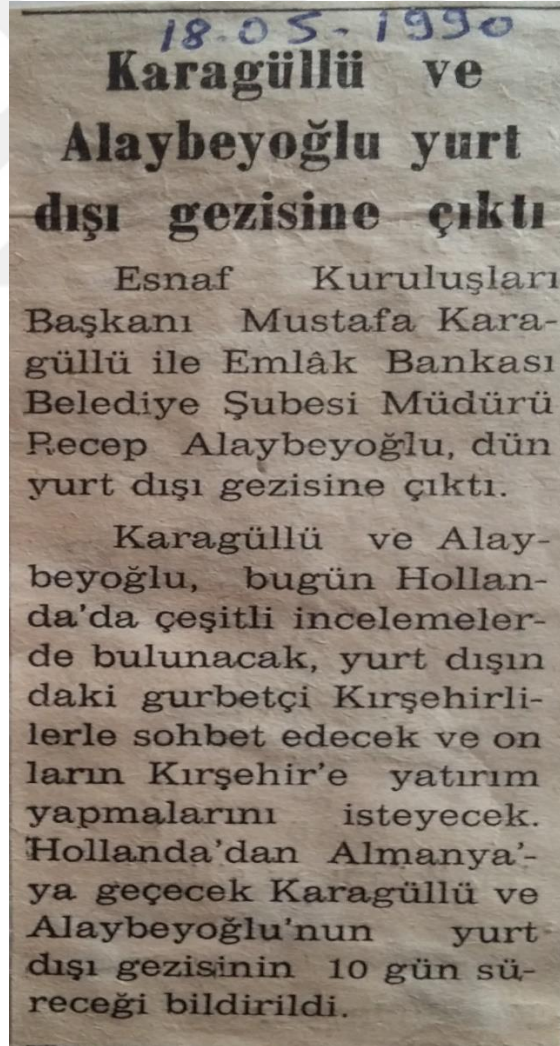 18-05-1990
Karagüllü ve
Alaybeyoğlu yurt
dışı gezisine çıktı
Esnaf Kuruluşları
Başkanı Mustafa Kara-
güllü ile Emlâk Bankası
Belediye Şubesi Müdürü
Recep Alaybeyoğlu, dün
yurt dışı gezisine çıktı.
Karagüllü ve Alay-
beyoğlu, bugün Hollan-
da'da çeşitli incelemeler-
de bulunacak, yurt dışın
daki gurbetçi Kırşehirli-
lerle sohbet edecek ve on
ların Kırşehir'e yatırım
yapmalarını isteyecek.
Hollanda'dan Almanya'-
ya geçecek Karagüllü ve
Alaybeyoğlu'nun yurt
dışı gezisinin 10 gün sü-
receği bildirildi.